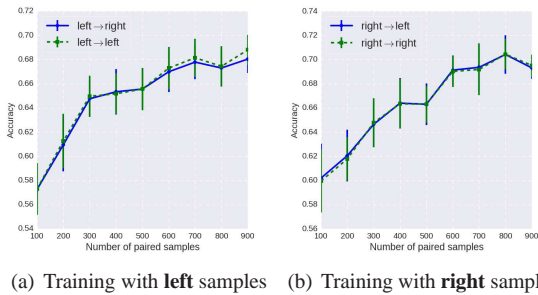 0.72
0.70
0.68
0.66
0.64
0.62
0.60
0.58
0.56
0.54
Accuracy
left→right
left→left
100 200 300 400 500 600 700 800 900
Number of paired samples
0.74
0.72
0.70
0.68
0.66
0.64
0.62
0.60
0.58
0.56
Accuracy
right→left
right→right
100 200 300 400 500 600 700 800 900
Number of paired samples
(a) Training with left samples (b) Training with right sampl